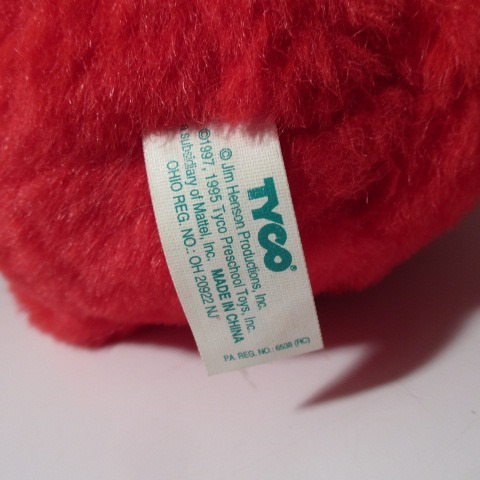 TYCO®
© Jim Henson Productions, Inc.
©1997, 1995 Tyco Preschool Toys, Inc.
a subsidiary of Mattel, Inc. MADE IN CHINA
OHIO REG. NO.: OH 20922 NJ
PA. REG. NO.: 6538 (RC)